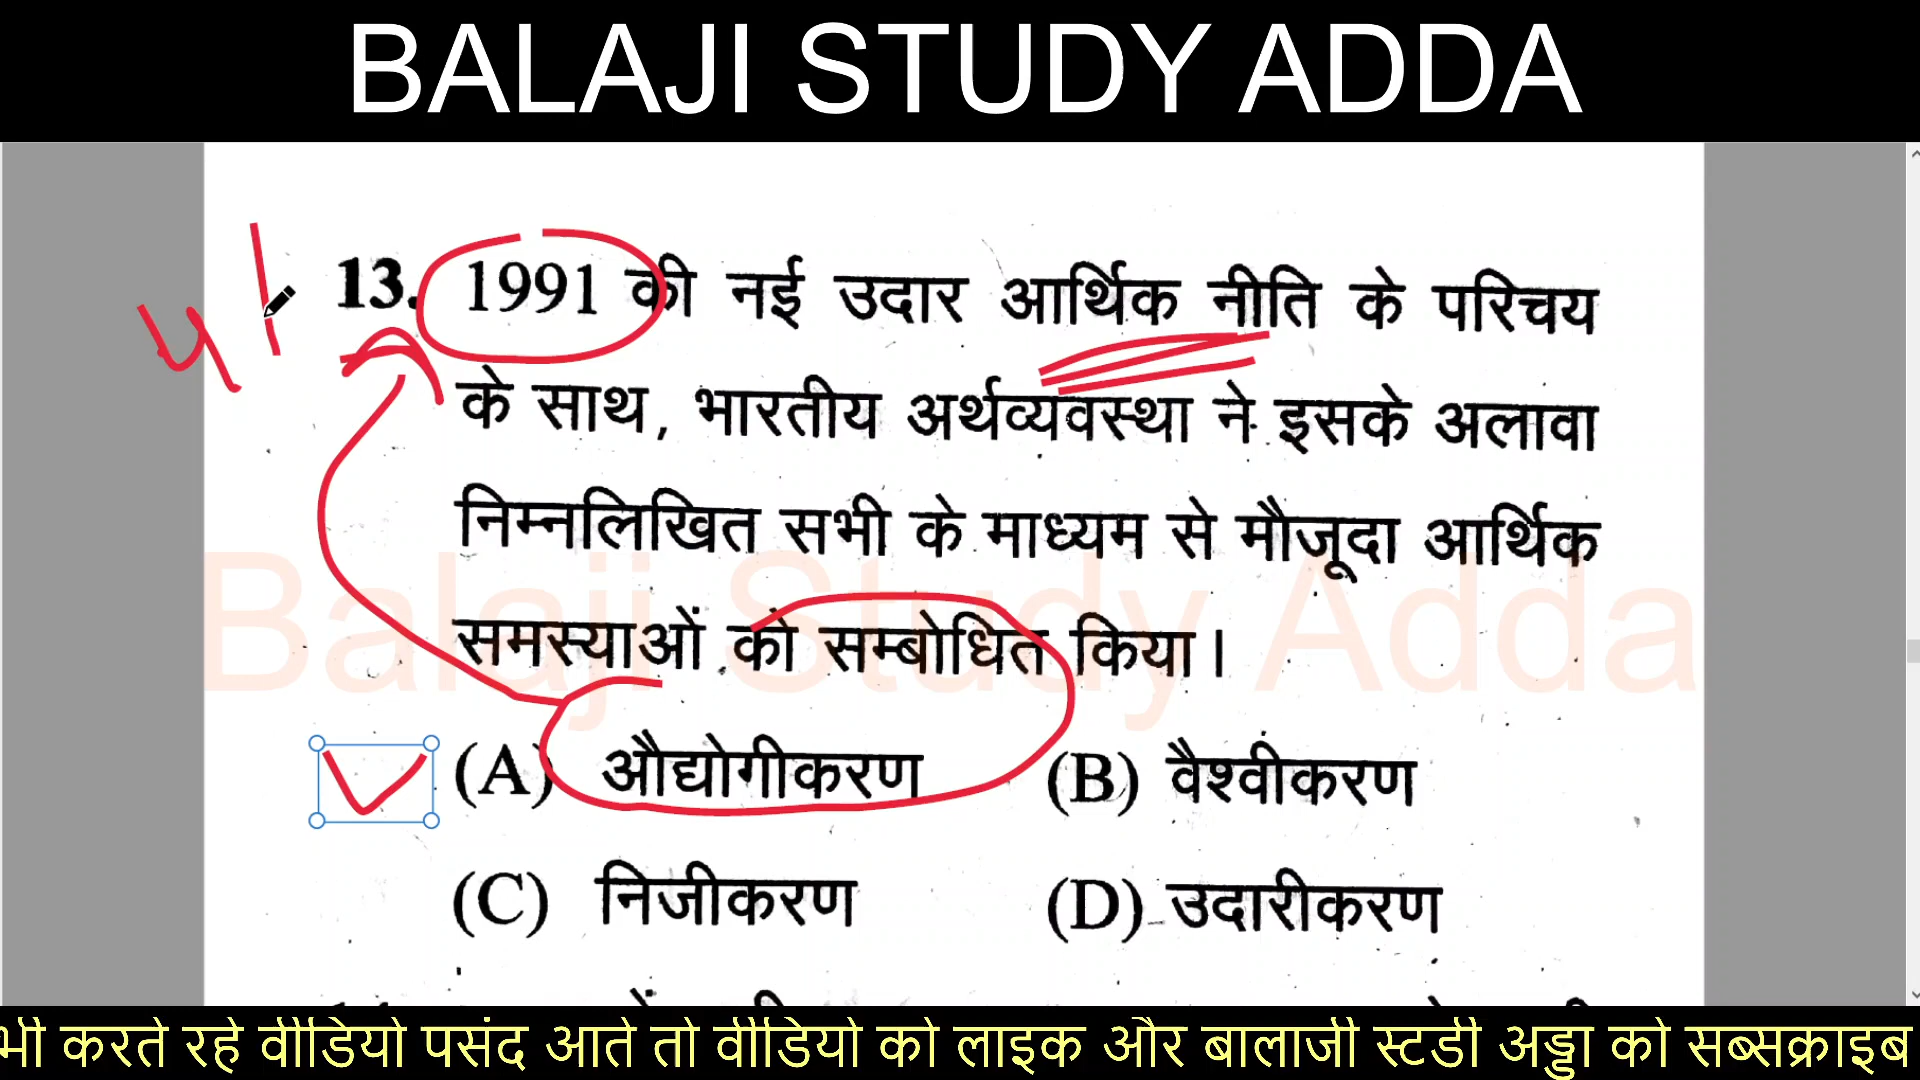 BALAJI STUDY ADDA
13. 1991 की नई उदार आर्थिक नीति के परिचय
के साथ, भारतीय अर्थव्यवस्था ने इसके अलावा
निम्नलिखित सभी के माध्यम से मौजूदा आर्थिक
समस्याओं को सम्बोधित किया।
Balaji Study Adda
(A) औद्योगीकरण (B) वैश्वीकरण
(C) निजीकरण (D) उदारीकरण
भी करते रहे वीडियो पसंद आते तो वीडियो को लाइक और बालाजी स्टडी अड्डा को सब्सक्राइब